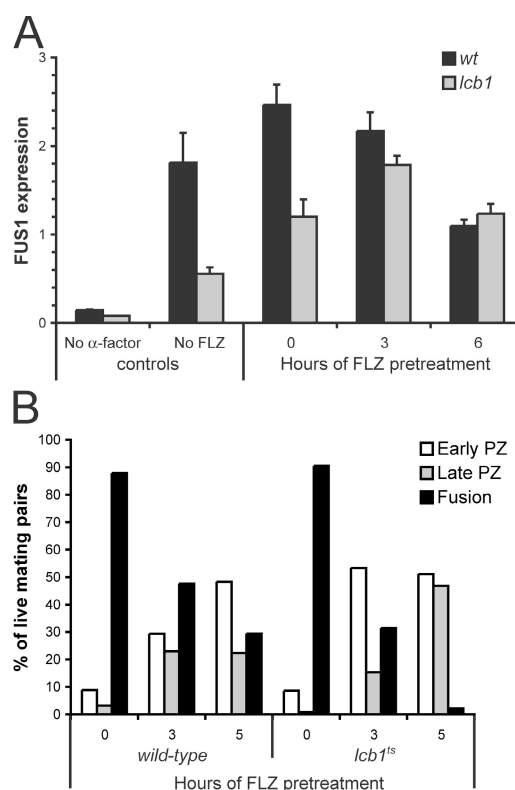 A
FUS1 expression
3
2
1
0
wt
lcb1
No α-factor
No FLZ
0
3
6
controls
Hours of FLZ pretreatment
B
% of live mating pairs
100
90
80
70
60
50
40
30
20
10
0
Early PZ
Late PZ
Fusion
0
3
5
0
3
5
wild-type
lcb1ts
Hours of FLZ pretreatment